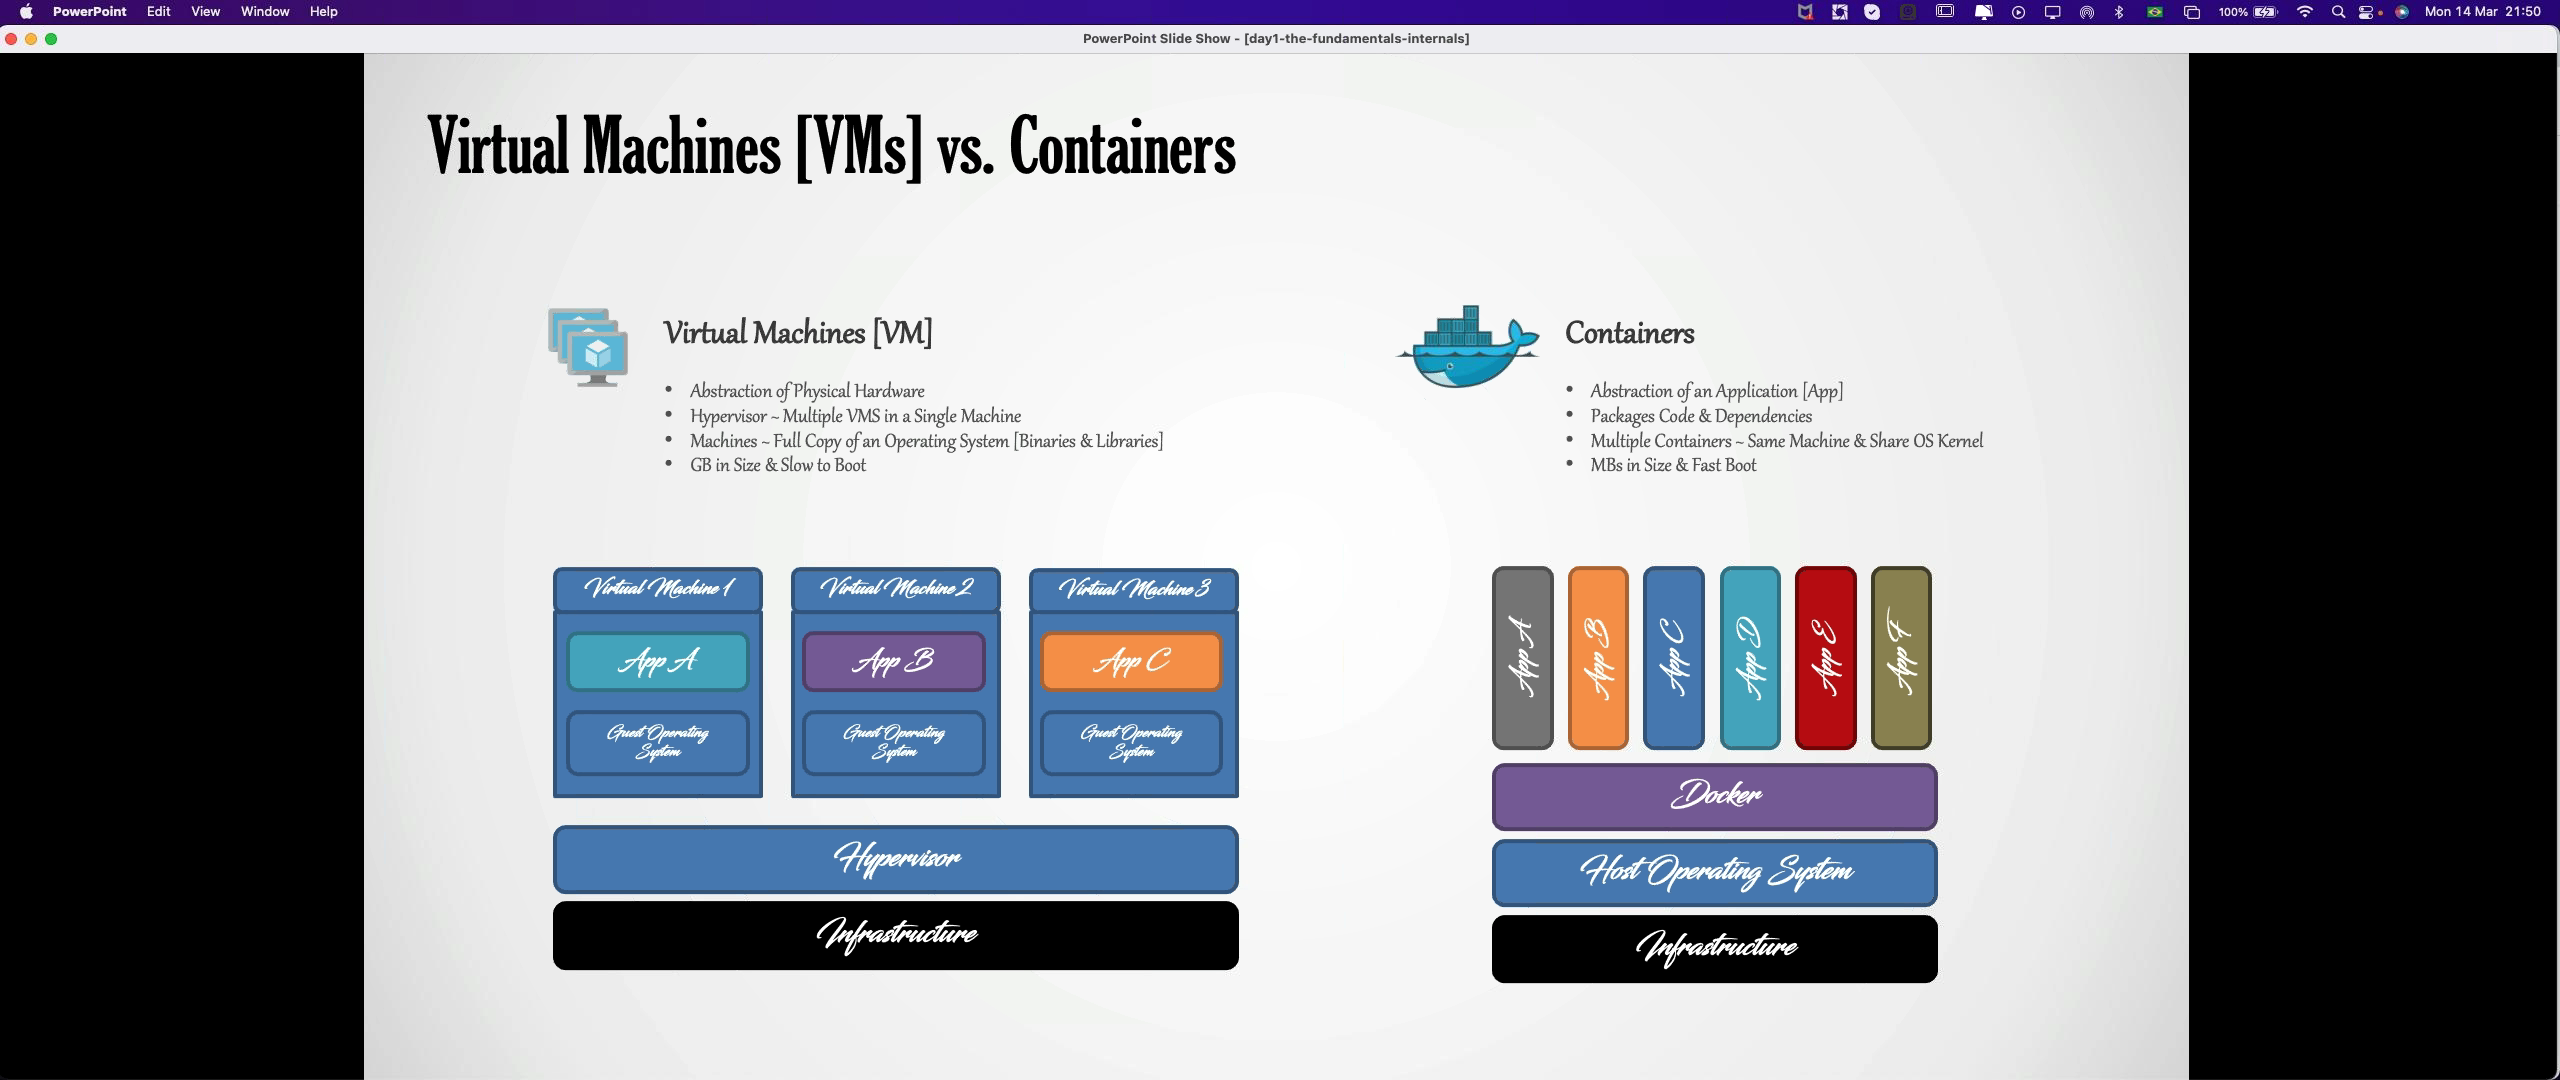 PowerPoint Edit View Window Help
100%
Mon 14 Mar 21:50
PowerPoint Slide Show - [day1-the-fundamentals-internals]
Virtual Machines [VMs] vs. Containers
Virtual Machines [VM]
• Abstraction of Physical Hardware
• Hypervisor ~ Multiple VMS in a Single Machine
• Machines ~ Full Copy of an Operating System [Binaries & Libraries]
• GB in Size & Slow to Boot
Containers
• Abstraction of an Application [App]
• Packages Code & Dependencies
• Multiple Containers ~ Same Machine & Share OS Kernel
• MBs in Size & Fast Boot
Virtual Machine 1
App A
Guest Operating
System
Virtual Machine 2
App B
Guest Operating
System
Virtual Machine 3
App C
Guest Operating
System
Hypervisor
Infrastructure
App A
App B
App C
App D
App E
App F
Docker
Host Operating System
Infrastructure